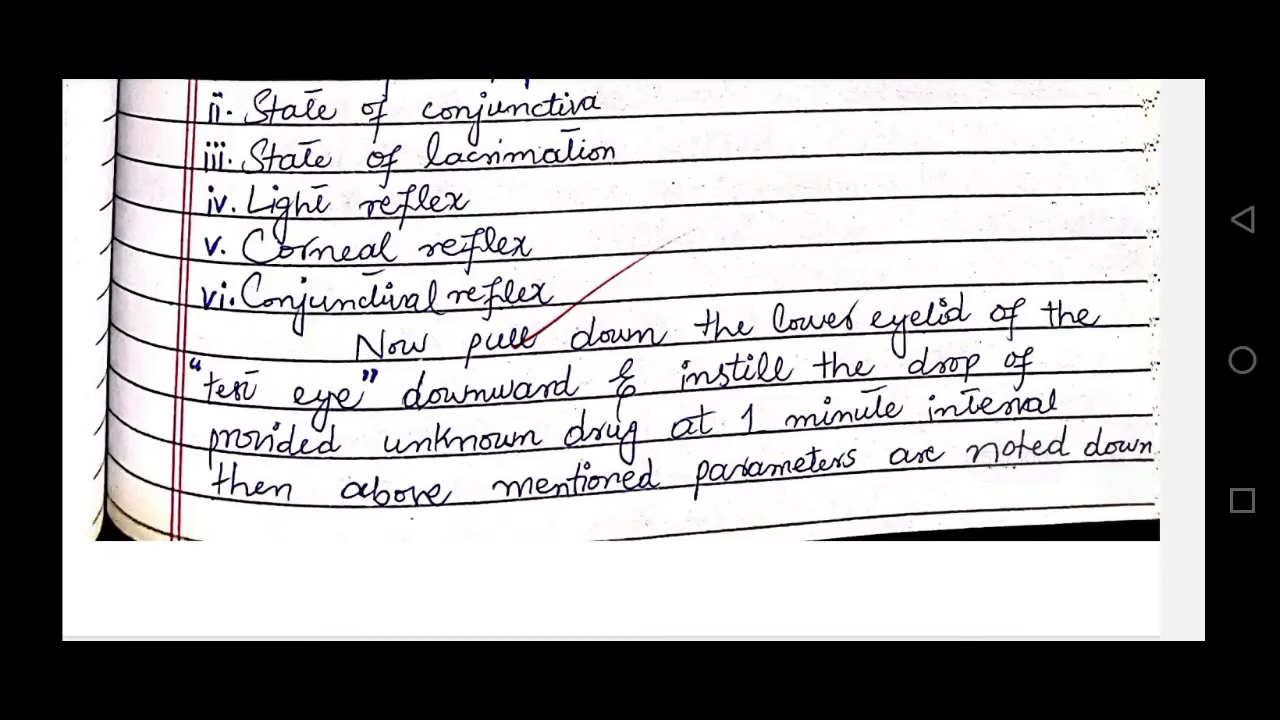 ii. State of conjunctiva
iii. State of lacrimation
iv. Light reflex
v. Corneal reflex
vi. Conjunctival reflex
Now pull down the lower eyelid of the
"test eye" downward & instill the drop of
provided unknown drug at 1 minute interval
then above mentioned parameters are noted down